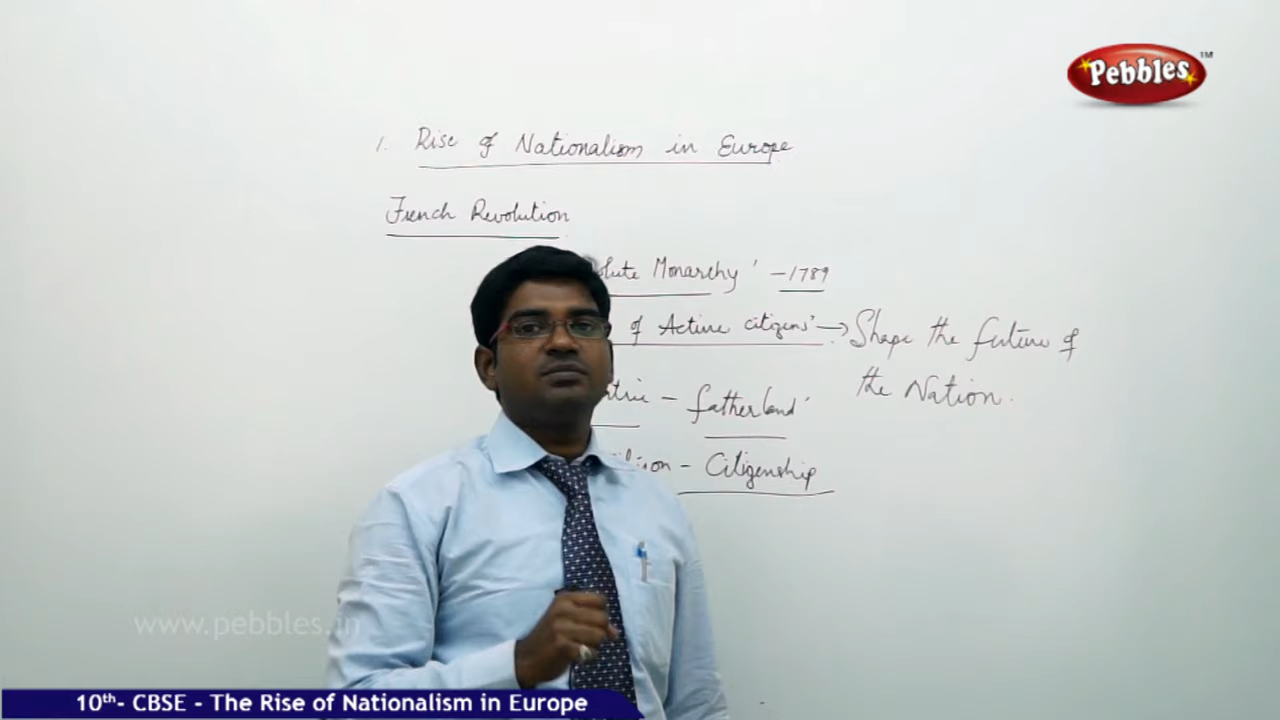 Pebbles™
1. Rise of Nationalism in Europe
French Revolution
Monarchy' - 1789
of Active citizens' → Shape the future of
the Nation.
- fatherland'
- Citizenship
www.pebbles.in
10th- CBSE - The Rise of Nationalism in Europe